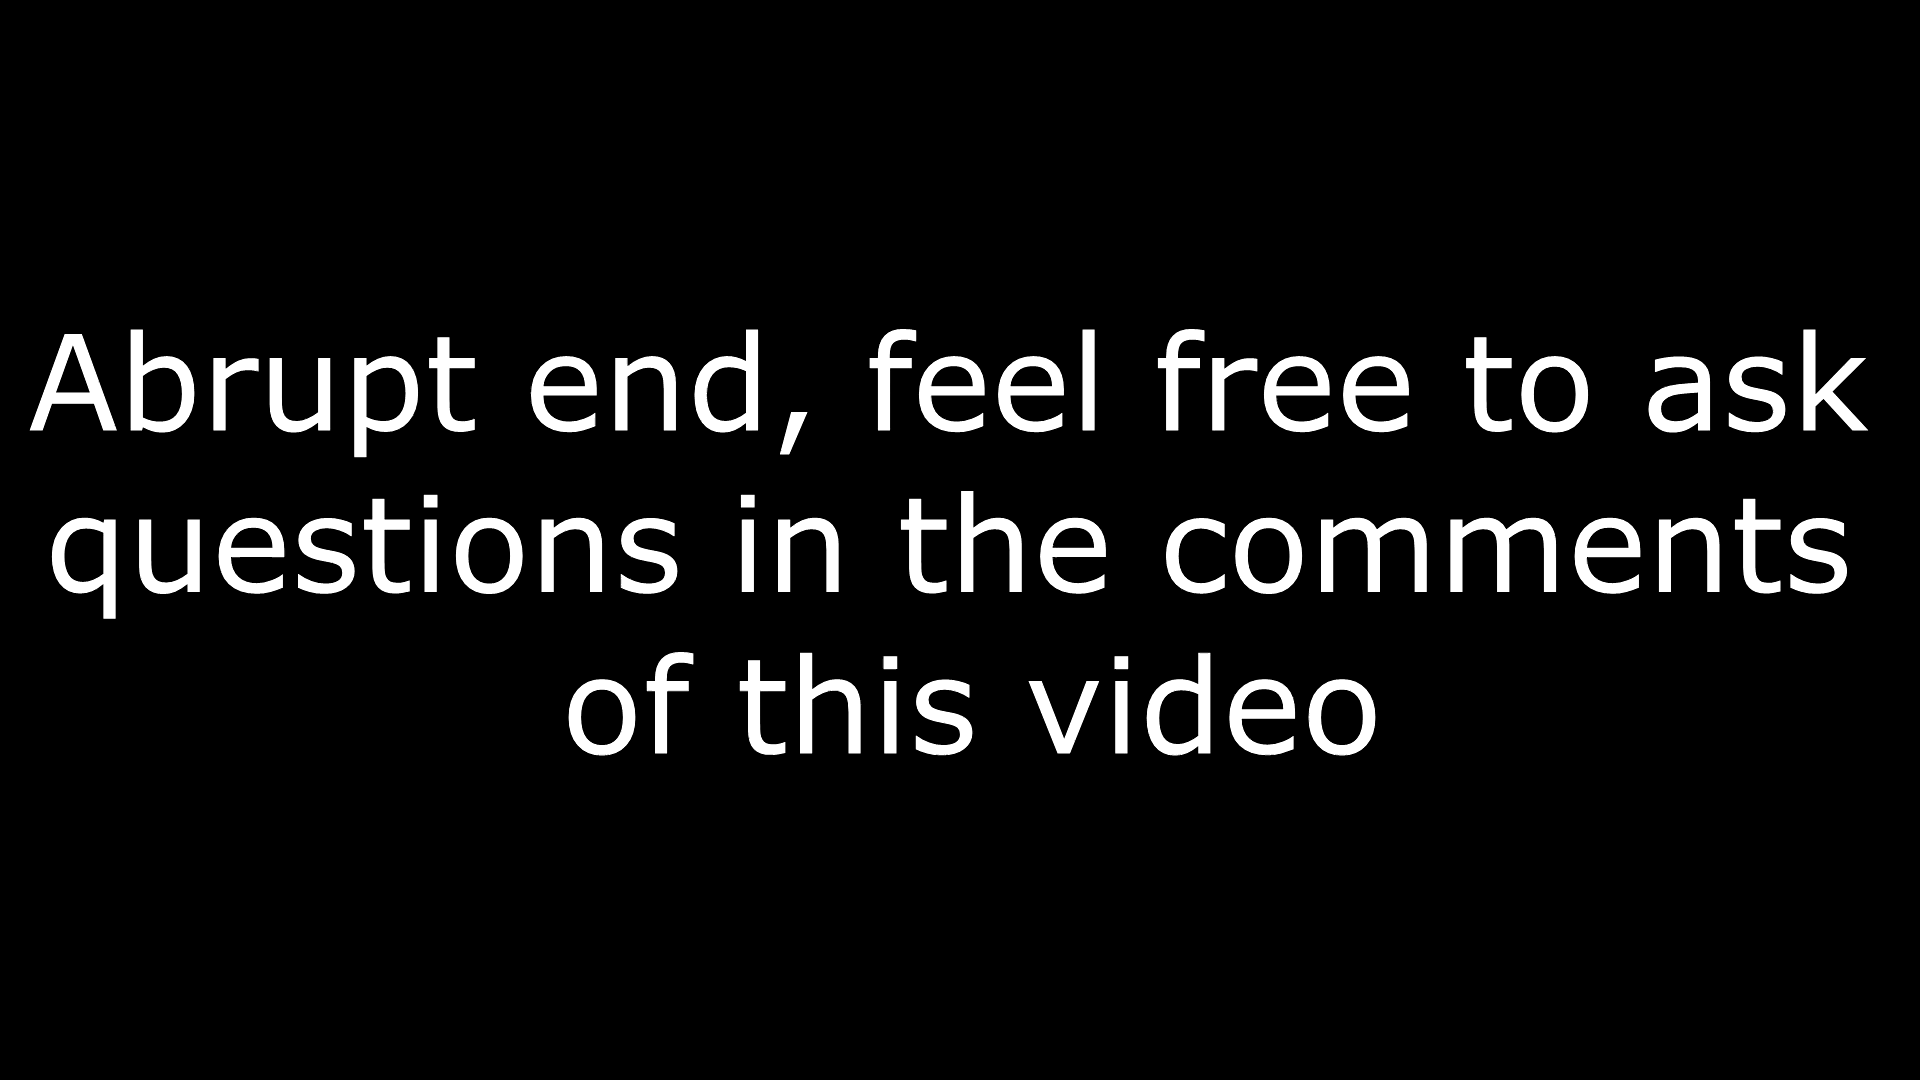 Abrupt end, feel free to ask
questions in the comments
of this video